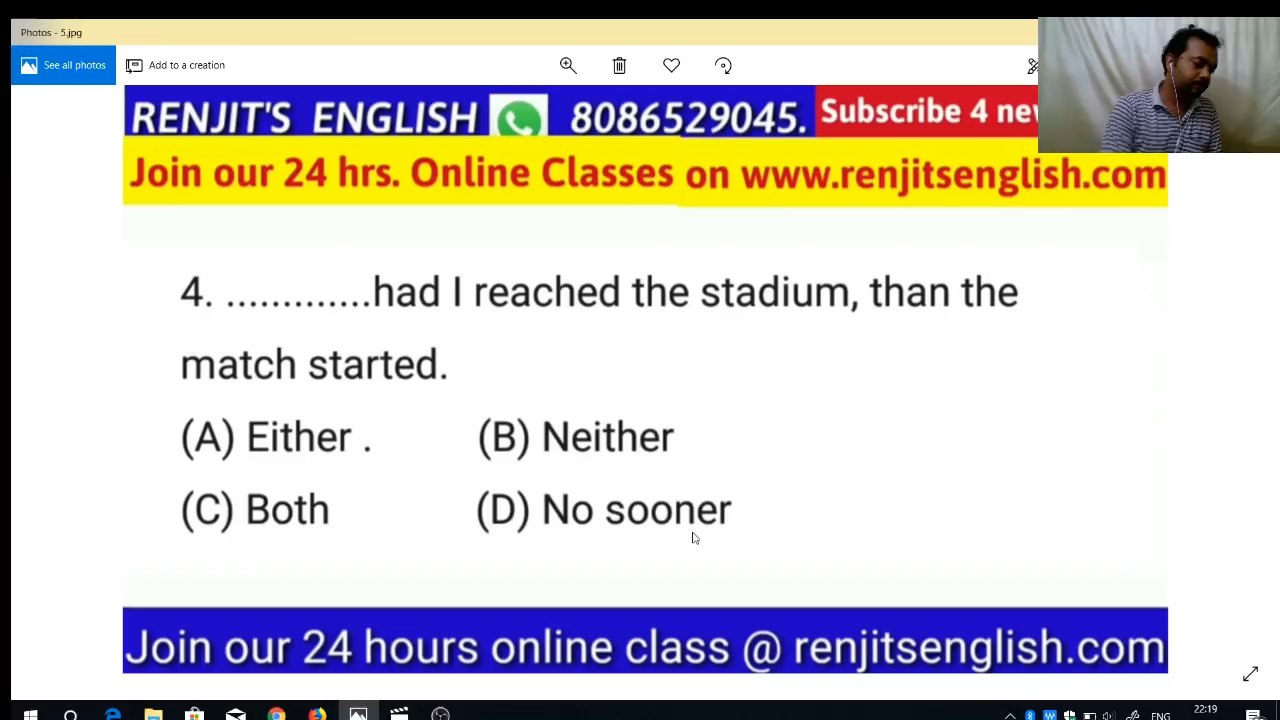 Photos - 5.jpg
See all photos
Add to a creation
RENJIT'S ENGLISH 8086529045.
Subscribe 4 new
Join our 24 hrs. Online Classes on www.renjitsenglish.com
4. .............had I reached the stadium, than the
match started.
(A) Either . (B) Neither
(C) Both (D) No sooner
Join our 24 hours online class @ renjitsenglish.com
ENG
22:19